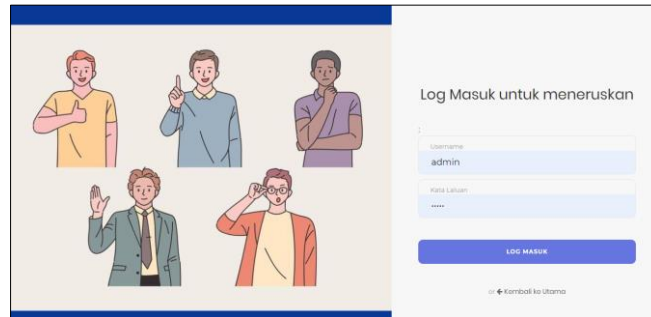 Log Masuk untuk meneruskan
:
Username
admin
Kata Laluan
•••••
LOG MASUK
or ← Kembali ke Utama